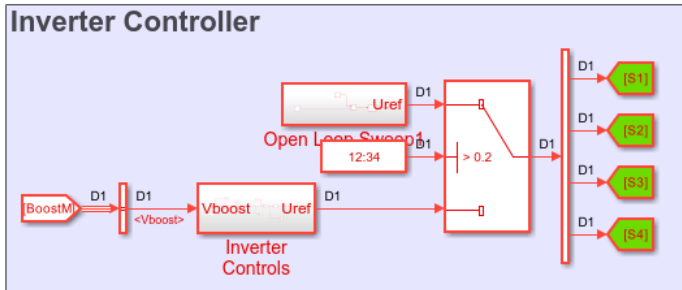 Inverter Controller
D1
[S1]
Uref
D1
D1
[S2]
Open Loop Sweep1
12:34
D1
> 0.2
D1
D1
[S3]
[BoostM
D1
D1
<Vboost>
Vboost
Uref
D1
D1
[S4]
Inverter
Controls